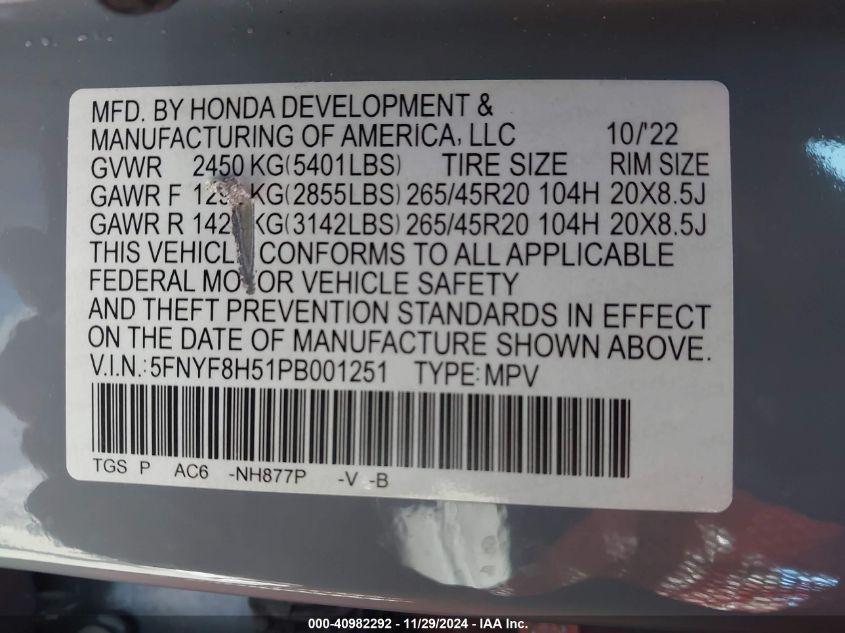 MFD. BY HONDA DEVELOPMENT &
MANUFACTURING OF AMERICA, LLC 10/'22
GVWR 2450 KG(5401LBS) TIRE SIZE RIM SIZE
GAWR F KG(2855LBS) 265/45R20 104H 20X8.5J
GAWR R KG(3142LBS) 265/45R20 104H 20X8.5J
THIS CONFORMS TO ALL APPLICABLE
FEDERAL OR VEHICLE SAFETY
AND THEFT PREVENTION STANDARDS IN EFFECT
ON THE DATE OF MANUFACTURE SHOWN ABOVE.
V.I.N.: 5FNYF8H51PB001251 TYPE: MPV
TGS P AC6 -NH877P -V -B
000-40982292 - 11/29/2024 - IAA Inc.